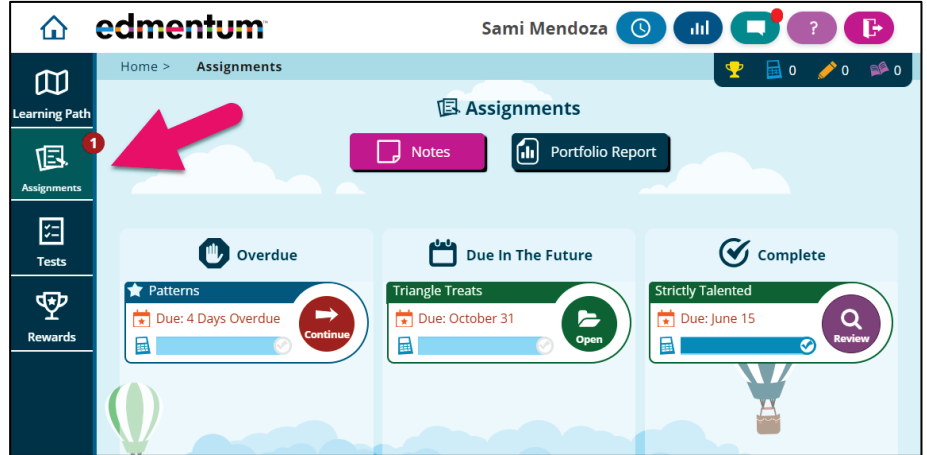 edmentum
Sami Mendoza
?
Home > Assignments
0 0 0
Learning Path
1
Assignments
Tests
Rewards
Assignments
Notes
Portfolio Report
Overdue
Patterns
Due: 4 Days Overdue
Continue
Due In The Future
Triangle Treats
Due: October 31
Open
Complete
Strictly Talented
Due: June 15
Review